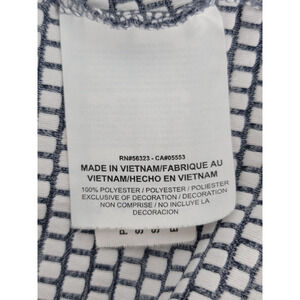 RN#56323 - CA#05553
MADE IN VIETNAM/FABRIQUE AU
VIETNAM/HECHO EN VIETNAM
100% POLYESTER / POLYESTER / POLIESTER
EXCLUSIVE OF DECORATION / DECORATION
NON COMPRISE / NO INCLUYE LA
DECORACION